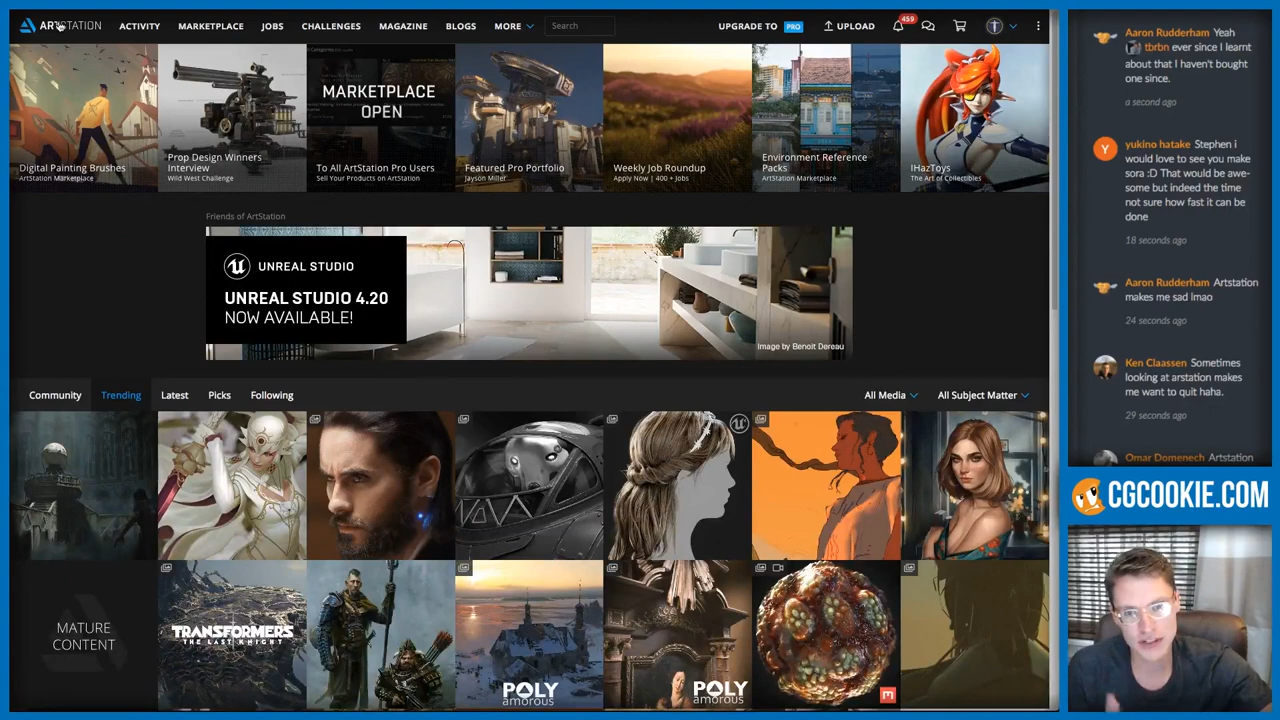 ARTSTATION
ACTIVITY
MARKETPLACE
JOBS
CHALLENGES
MAGAZINE
BLOGS
MORE
Search
UPGRADE TO PRO
UPLOAD
459
Digital Painting Brushes
ArtStation Marketplace
Prop Design Winners
Interview
Wild West Challenge
MARKETPLACE
OPEN
To All ArtStation Pro Users
Sell Your Products on ArtStation
Featured Pro Portfolio
Jayson Miller
Weekly Job Roundup
Apply Now | 400+ Jobs
Environment Reference
Packs
ArtStation Marketplace
IHazToys
The Art of Collectibles
Friends of ArtStation
UNREAL STUDIO
UNREAL STUDIO 4.20
NOW AVAILABLE!
Image by Benoit Dereau
Community
Trending
Latest
Picks
Following
All Media
All Subject Matter
MATURE
CONTENT
TRANSFORMERS
THE LAST KNIGHT
POLY
amorous
POLY
amorous
Aaron Rudderham Yeah
tbrbn ever since I learnt
about that I haven't bought
one since.
a second ago
Y
yukino hatake Stephen i
would love to see you make
sora :D That would be awe-
some but indeed the time
not sure how fast it can be
done
18 seconds ago
Aaron Rudderham Artstation
makes me sad lmao
24 seconds ago
Ken Claassen Sometimes
looking at arstation makes
me want to quit haha.
29 seconds ago
Omar Domenech Artstation
CGCOOKIE.COM